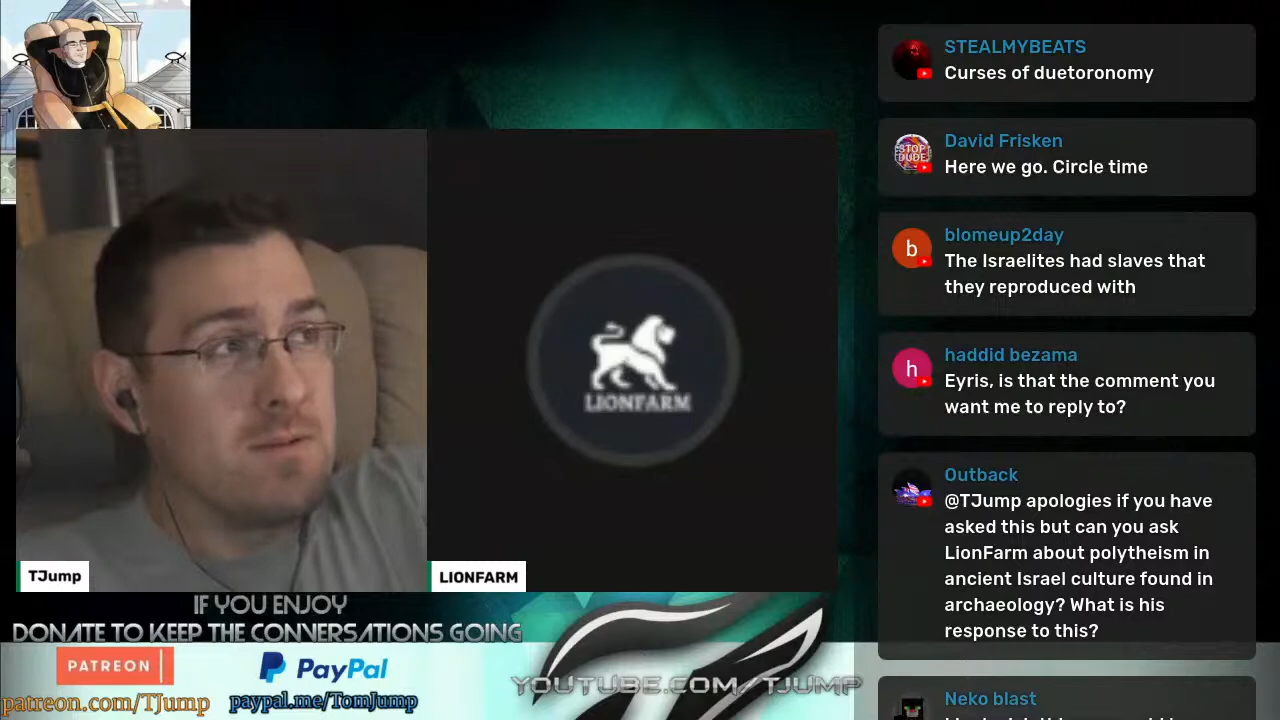 STEALMYBEATS
Curses of duetoronomy
David Frisken
STOP
DUDE
Here we go. Circle time
b
blomeup2day
The Israelites had slaves that
they reproduced with
h
haddid bezama
Eyris, is that the comment you
want me to reply to?
Outback
@TJump apologies if you have
asked this but can you ask
LionFarm about polytheism in
ancient Israel culture found in
archaeology? What is his
response to this?
Neko blast
LIONFARM
TJump
LIONFARM
IF YOU ENJOY
DONATE TO KEEP THE CONVERSATIONS GOING
PATREON
PayPal
patreon.com/TJump
paypal.me/TomJump
YOUTUBE.COM/TJUMP